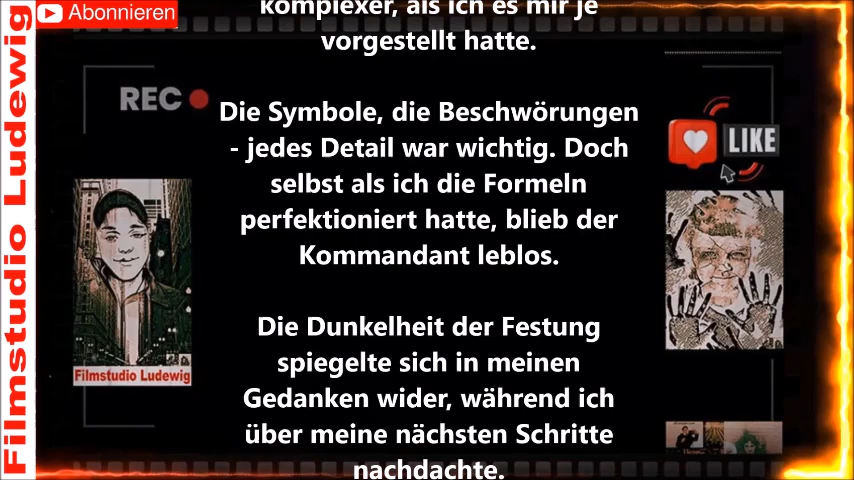 Abonnieren
Filmstudio Ludewig
REC
LIKE
Filmstudio Ludewig
komplexer, als ich es mir je
vorgestellt hatte.
Die Symbole, die Beschwörungen
- jedes Detail war wichtig. Doch
selbst als ich die Formeln
perfektioniert hatte, blieb der
Kommandant leblos.
Die Dunkelheit der Festung
spiegelte sich in meinen
Gedanken wider, während ich
über meine nächsten Schritte
nachdachte.